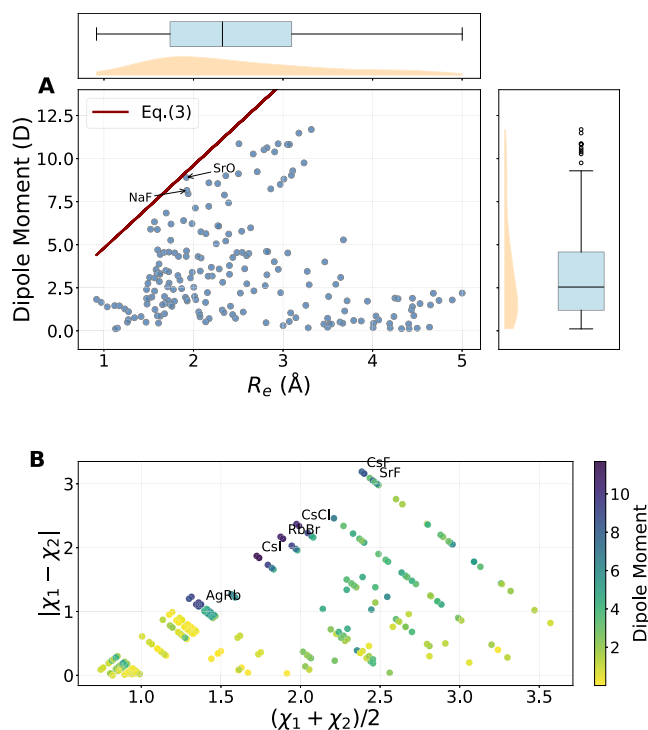 A
Eq.(3)
SrO
NaF
12.5
10.0
7.5
5.0
2.5
0.0
Dipole Moment (D)
1 2 3 4 5
R_e (Å)
B
CsF
SrF
CsCl
RbBr
CsI
AgRb
3
2
1
0
|χ₁ − χ₂|
1.0 1.5 2.0 2.5 3.0 3.5
(χ₁ + χ₂)/2
10
8
6
4
2
Dipole Moment